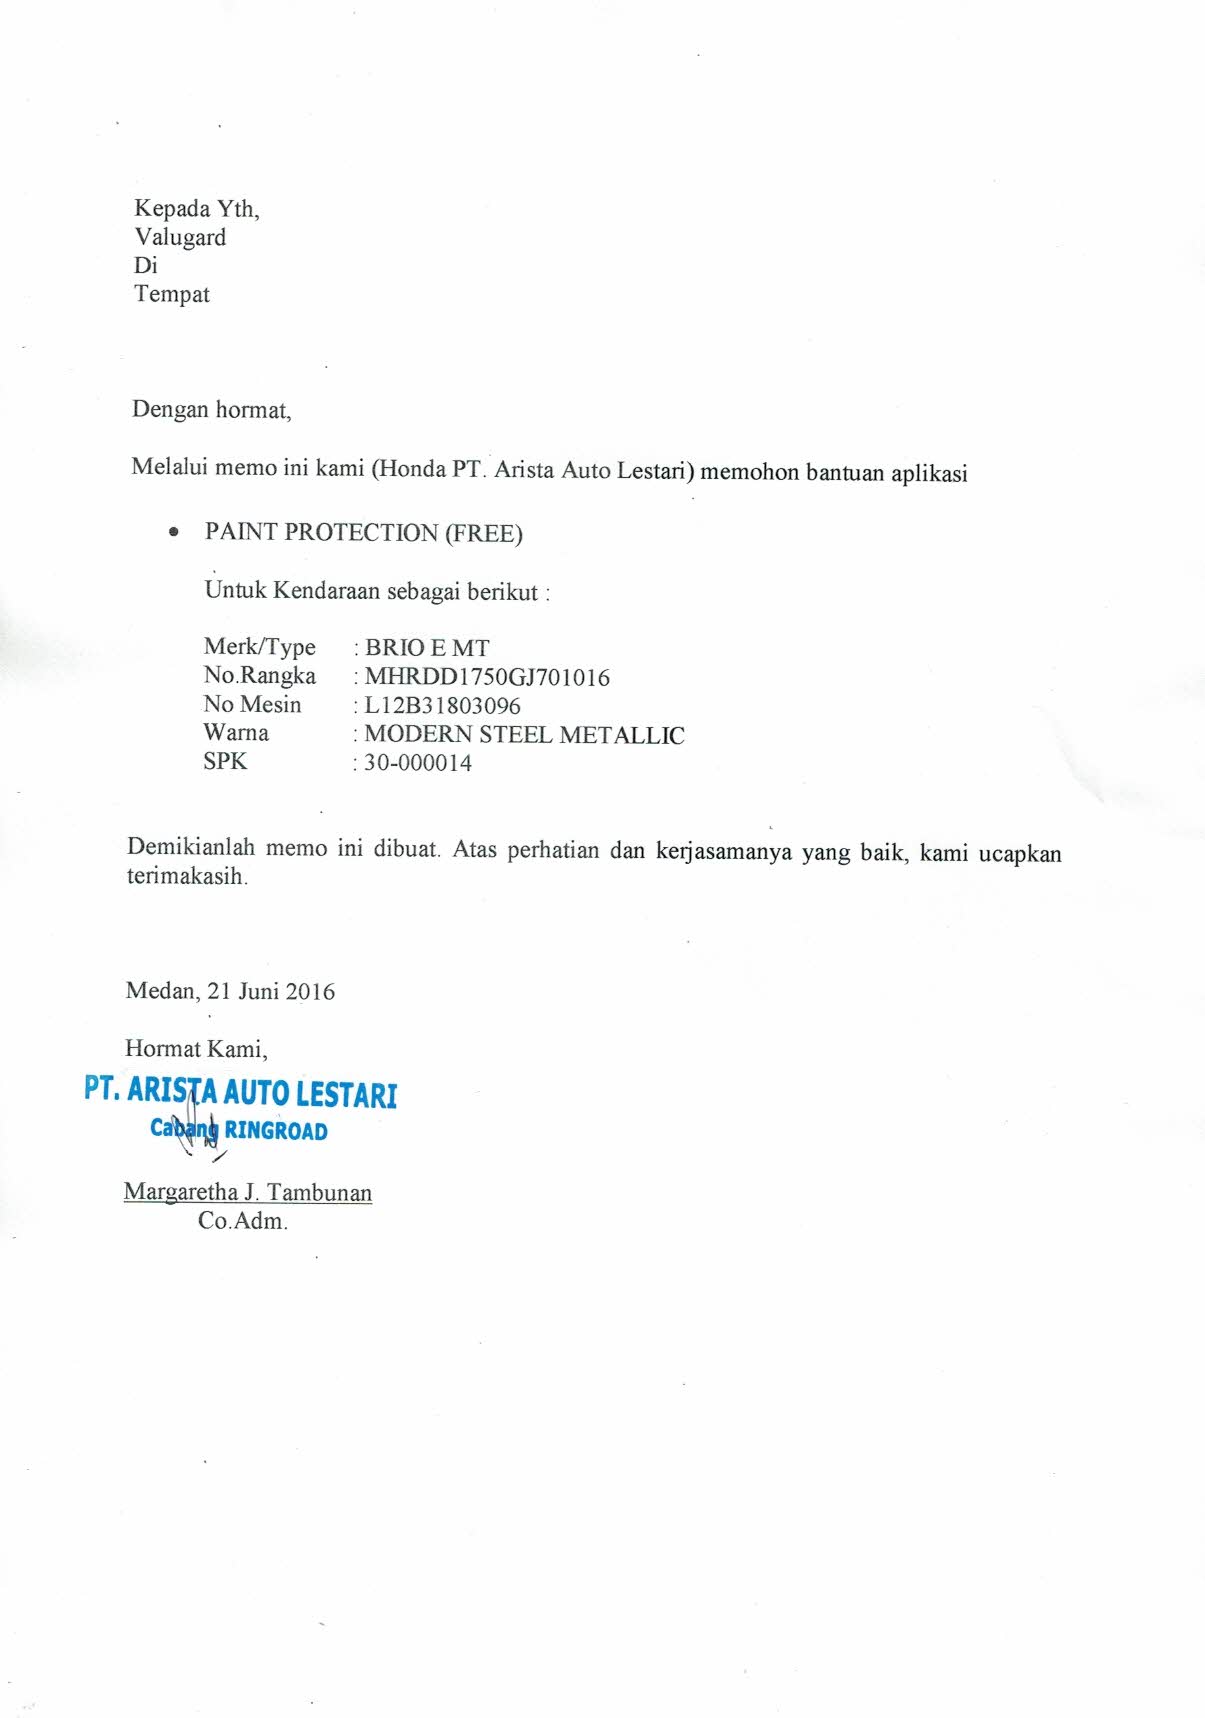 Kepada Yth,
Valugard
Di
Tempat
Dengan hormat,
Melalui memo ini kami (Honda PT. Arista Auto Lestari) memohon bantuan aplikasi
• PAINT PROTECTION (FREE)
Untuk Kendaraan sebagai berikut :
Merk/Type : BRIO E MT
No.Rangka : MHRDD1750GJ701016
No Mesin : L12B31803096
Warna : MODERN STEEL METALLIC
SPK : 30-000014
Demikianlah memo ini dibuat. Atas perhatian dan kerjasamanya yang baik, kami ucapkan
terimakasih.
Medan, 21 Juni 2016
Hormat Kami,
PT. ARISTA AUTO LESTARI
Cabang RINGROAD
Margaretha J. Tambunan
Co.Adm.